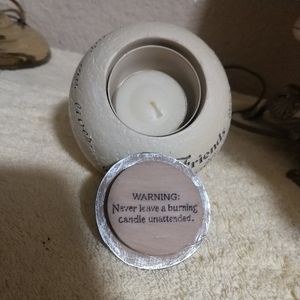 Friends
WARNING:
Never leave a burning
candle unattended.